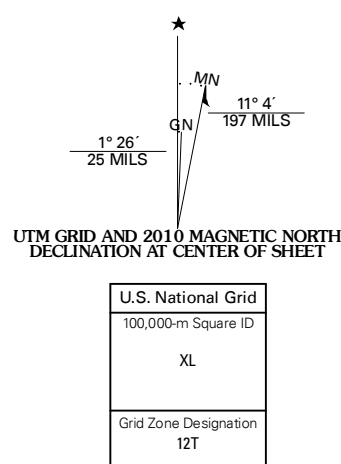 MN
11° 4´
197 MILS
GN
1° 26´
25 MILS
UTM GRID AND 2010 MAGNETIC NORTH
DECLINATION AT CENTER OF SHEET
U.S. National Grid
100,000-m Square ID
XL
Grid Zone Designation
12T